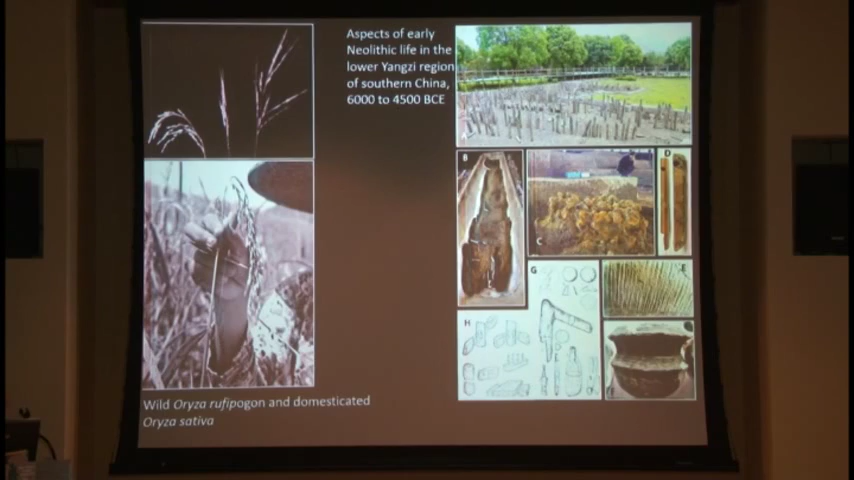 Aspects of early
Neolithic life in the
lower Yangzi region
of southern China,
6000 to 4500 BCE
B
C
D
E
G
H
Wild Oryza rufipogon and domesticated
Oryza sativa